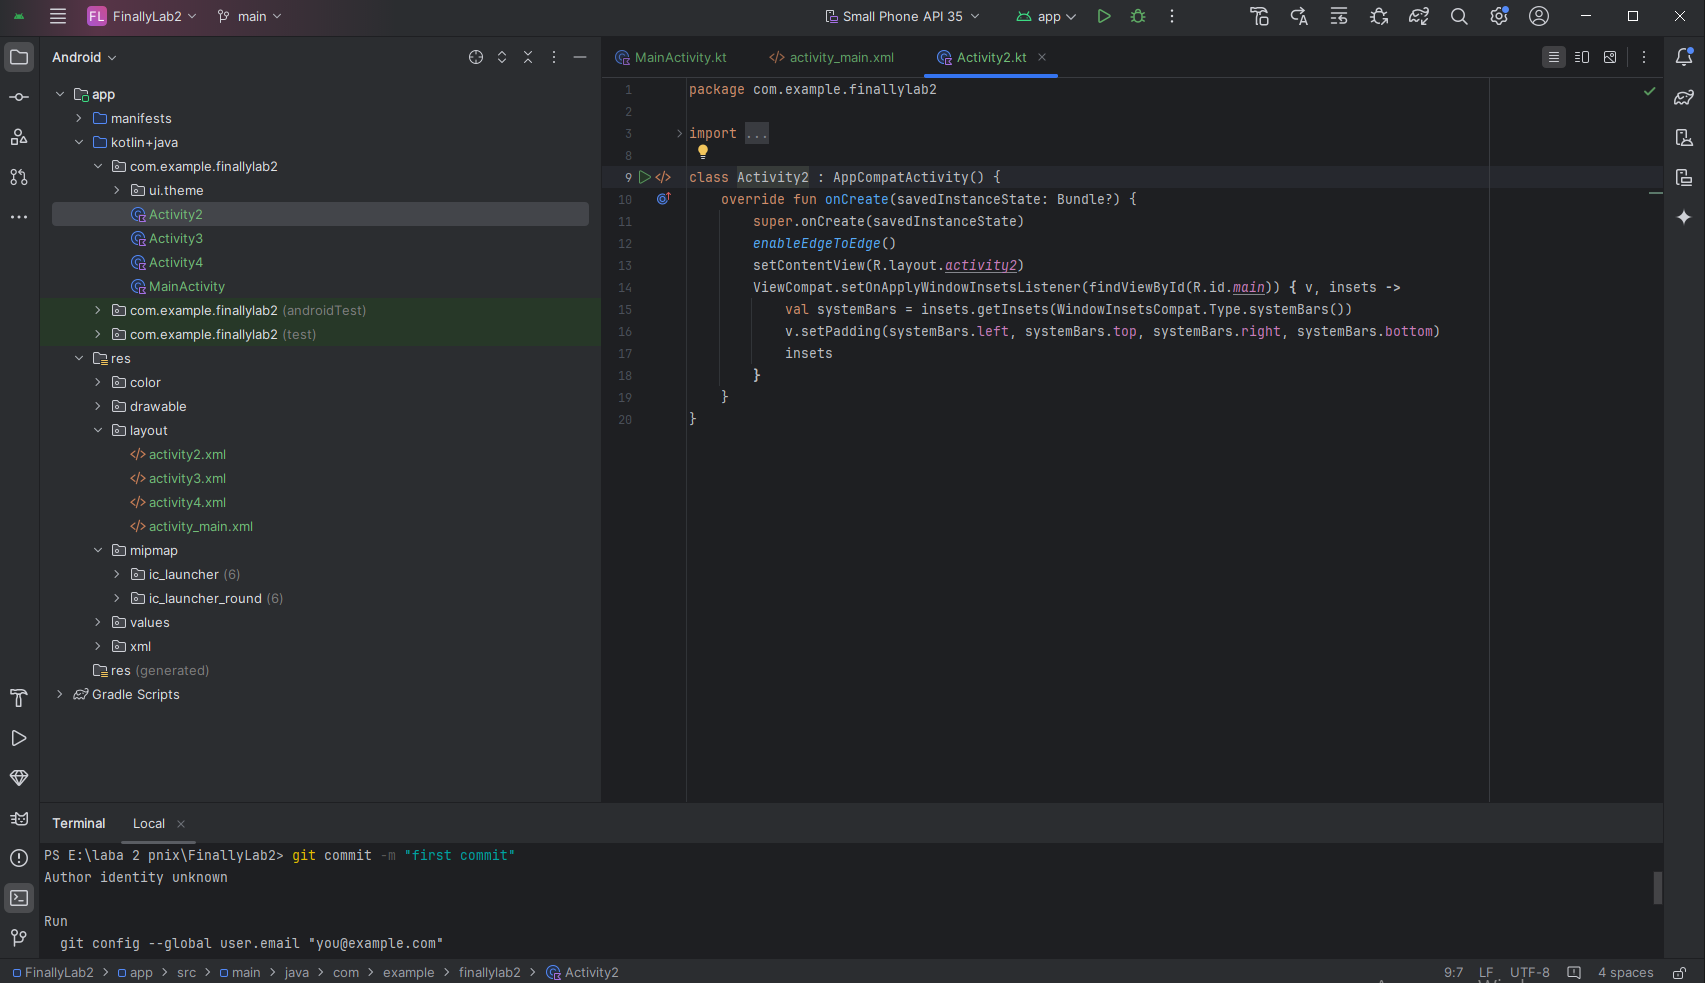 FL FinallyLab2 main Small Phone API 35 app
Android
MainActivity.kt activity_main.xml Activity2.kt
app
manifests
kotlin+java
com.example.finallylab2
ui.theme
Activity2
Activity3
Activity4
MainActivity
com.example.finallylab2 (androidTest)
com.example.finallylab2 (test)
res
color
drawable
layout
activity2.xml
activity3.xml
activity4.xml
activity_main.xml
mipmap
ic_launcher (6)
ic_launcher_round (6)
values
xml
res (generated)
Gradle Scripts
1 package com.example.finallylab2
2
3 import ...
8
9 class Activity2 : AppCompatActivity() {
10 override fun onCreate(savedInstanceState: Bundle?) {
11 super.onCreate(savedInstanceState)
12 enableEdgeToEdge()
13 setContentView(R.layout.activity2)
14 ViewCompat.setOnApplyWindowInsetsListener(findViewById(R.id.main)) { v, insets ->
15 val systemBars = insets.getInsets(WindowInsetsCompat.Type.systemBars())
16 v.setPadding(systemBars.left, systemBars.top, systemBars.right, systemBars.bottom)
17 insets
18 }
19 }
20 }
Terminal Local
PS E:\laba 2 pnix\FinallyLab2> git commit -m "first commit"
Author identity unknown
Run
git config --global user.email "you@example.com"
FinallyLab2 > app > src > main > java > com > example > finallylab2 > Activity2
9:7 LF UTF-8 4 spaces